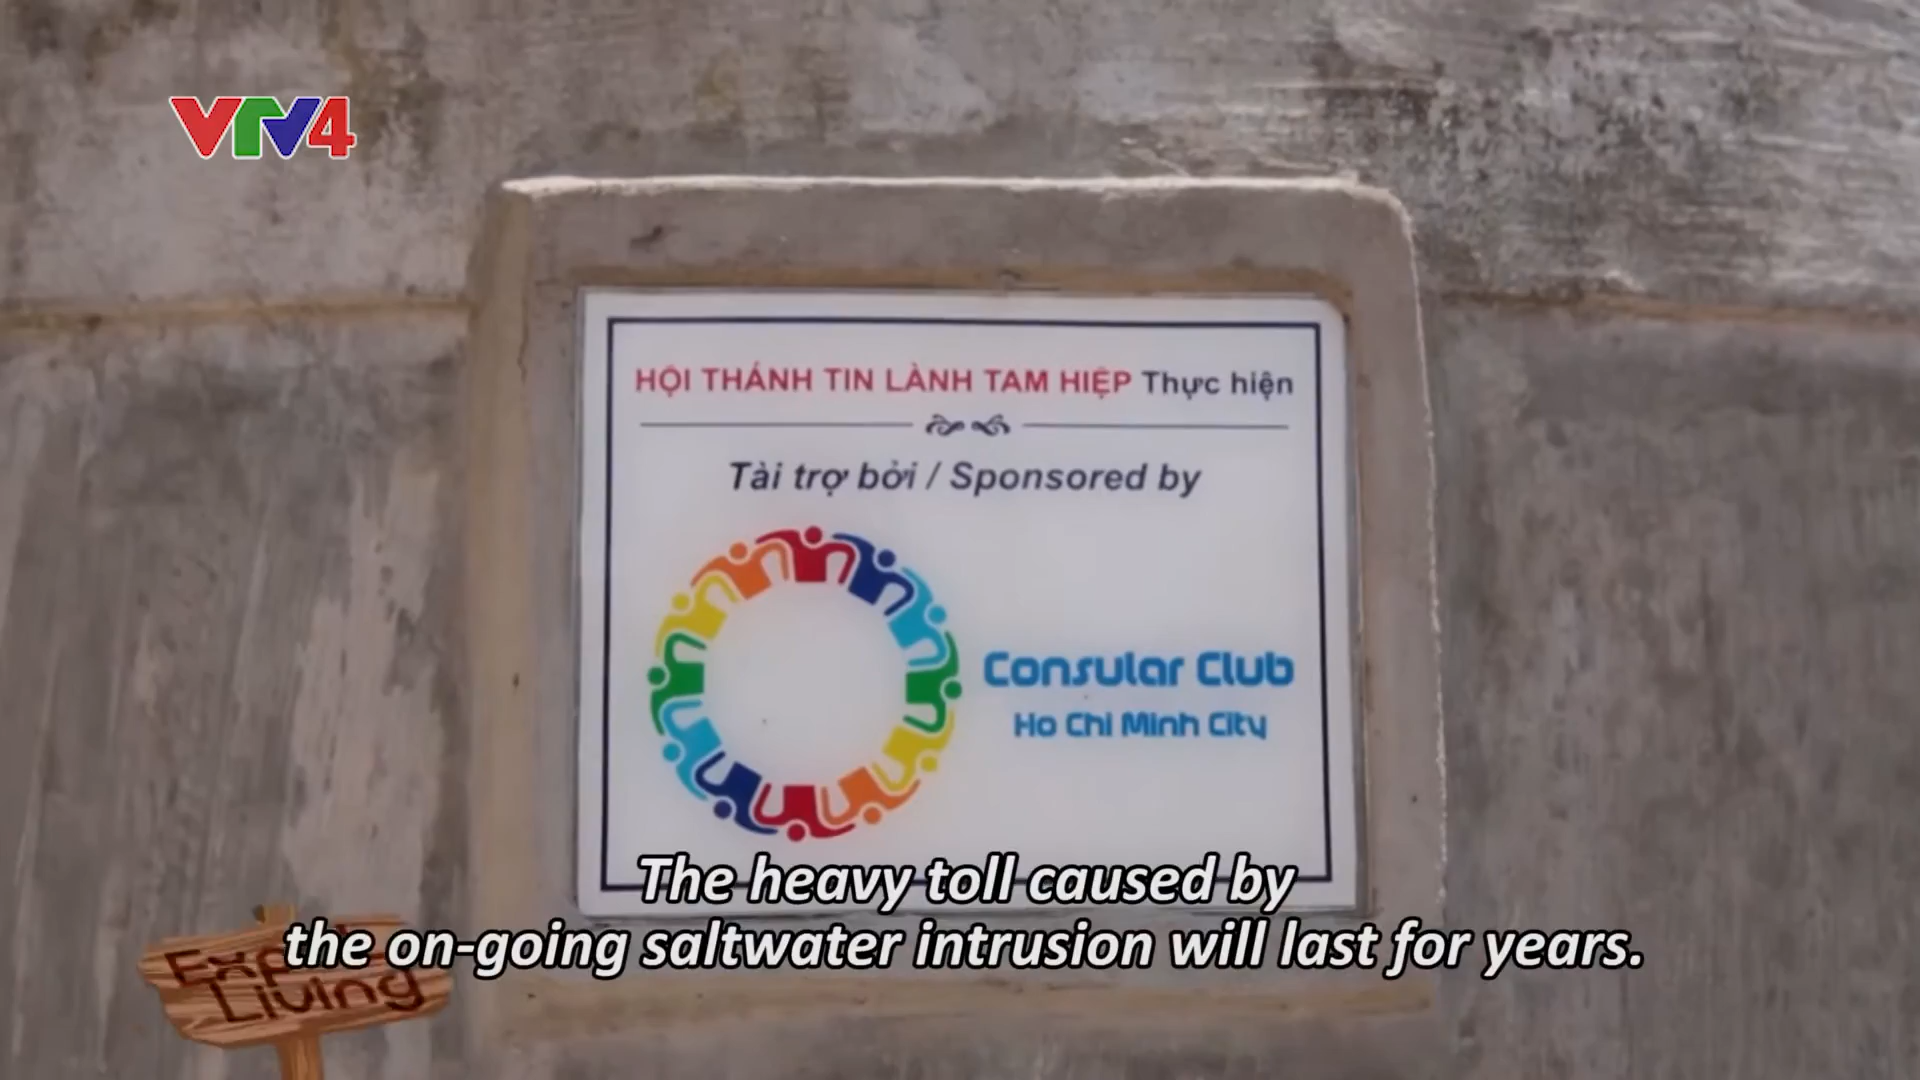 VTV4
HỘI THÁNH TIN LÀNH TAM HIỆP Thực hiện
Tài trợ bởi / Sponsored by
Consular Club
Ho Chi Minh City
The heavy toll caused by
the on-going saltwater intrusion will last for years.
Living